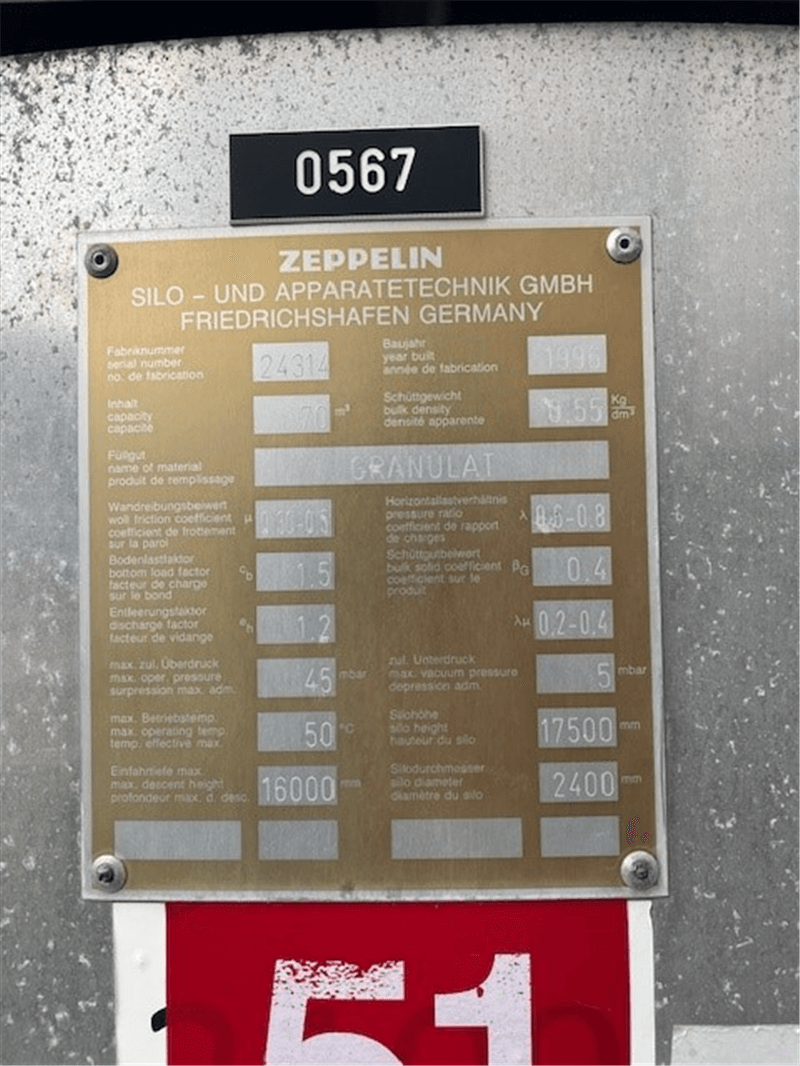 0567
ZEPPELIN
SILO - UND APPARATETECHNIK GMBH
FRIEDRICHSHAFEN GERMANY
Fabriknummer
serial number
no. de fabrication
24314
Baujahr
year built
année de fabrication
1996
Inhalt
capacity
capacité
70 m³
Schüttgewicht
bulk density
densité apparente
0.55 Kg
dm³
Füllgut
name of material
produit de remplissage
GRANULAT
Wandreibungsbeiwert
woll friction coefficient
coefficient de frottement
sur la paroi
μ
Horizontallastverhältnis
pressure ratio
coefficient de rapport
de charges
λ 0.6-0.8
Bodenlastfaktor
bottom load factor
facteur de charge
sur le bond
cb 1.5
Schüttgutbeiwert
bulk solid coefficient
coefficient sur le
produit
βG 0.4
Entleerungsfaktor
discharge factor
facteur de vidange
eh 1.2
λμ 0.2-0.4
max. zul. Überdruck
max. oper. pressure
surpression max. adm.
45 mbar
zul. Unterdruck
max. vacuum pressure
depression adm.
5 mbar
max. Betriebstemp.
max. operating temp.
temp. effective max.
50 °C
Silohöhe
silo height
hauteur du silo
17500 mm
Einfahrtiefe max.
max. descent height
profondeur max. d. desc.
16000 mm
Silodurchmesser
silo diameter
diamètre du silo
2400 mm
51